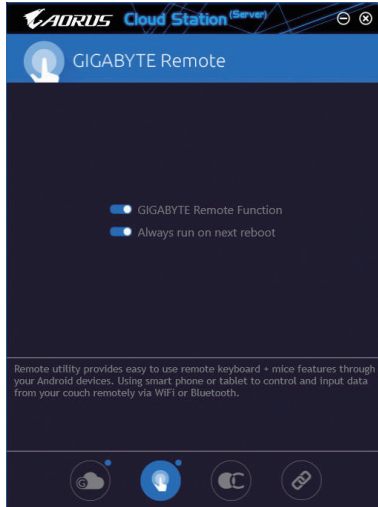 AORUS Cloud Station (Server)
GIGABYTE Remote
GIGABYTE Remote Function
Always run on next reboot
Remote utility provides easy to use remote keyboard + mice features through
your Android devices. Using smart phone or tablet to control and input data
from your couch remotely via WiFi or Bluetooth.
G
C